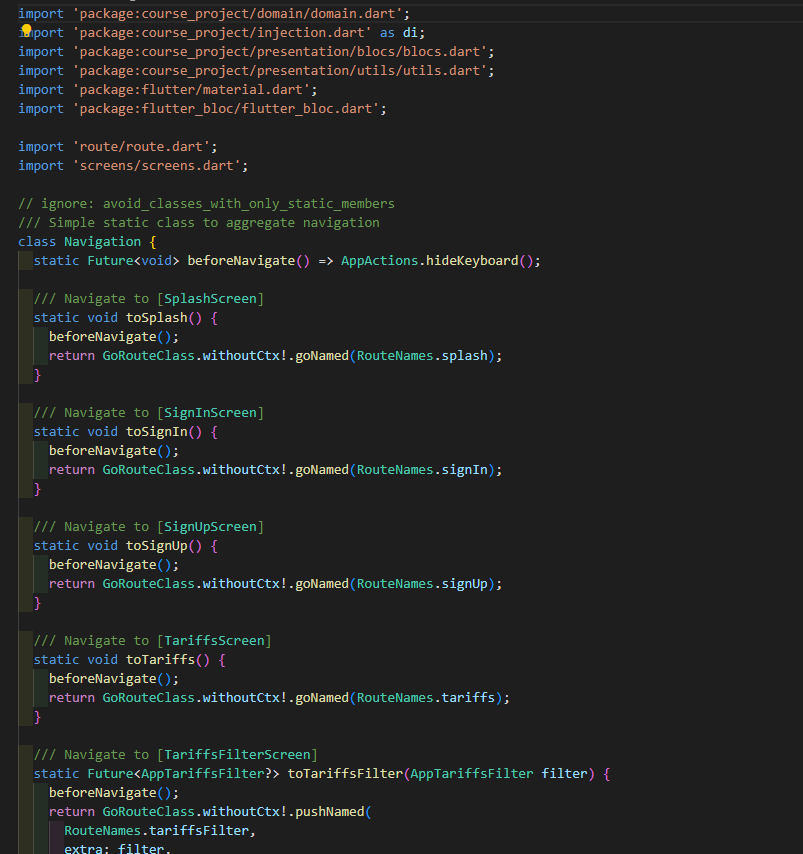 import 'package:course_project/domain/domain.dart';
import 'package:course_project/injection.dart' as di;
import 'package:course_project/presentation/blocs/blocs.dart';
import 'package:course_project/presentation/utils/utils.dart';
import 'package:flutter/material.dart';
import 'package:flutter_bloc/flutter_bloc.dart';
import 'route/route.dart';
import 'screens/screens.dart';
// ignore: avoid_classes_with_only_static_members
/// Simple static class to aggregate navigation
class Navigation {
static Future<void> beforeNavigate() => AppActions.hideKeyboard();
/// Navigate to [SplashScreen]
static void toSplash() {
beforeNavigate();
return GoRouteClass.withoutCtx!.goNamed(RouteNames.splash);
}
/// Navigate to [SignInScreen]
static void toSignIn() {
beforeNavigate();
return GoRouteClass.withoutCtx!.goNamed(RouteNames.signIn);
}
/// Navigate to [SignUpScreen]
static void toSignUp() {
beforeNavigate();
return GoRouteClass.withoutCtx!.goNamed(RouteNames.signUp);
}
/// Navigate to [TariffsScreen]
static void toTariffs() {
beforeNavigate();
return GoRouteClass.withoutCtx!.goNamed(RouteNames.tariffs);
}
/// Navigate to [TariffsFilterScreen]
static Future<AppTariffsFilter?> toTariffsFilter(AppTariffsFilter filter) {
beforeNavigate();
return GoRouteClass.withoutCtx!.pushNamed(
RouteNames.tariffsFilter,
extra: filter,